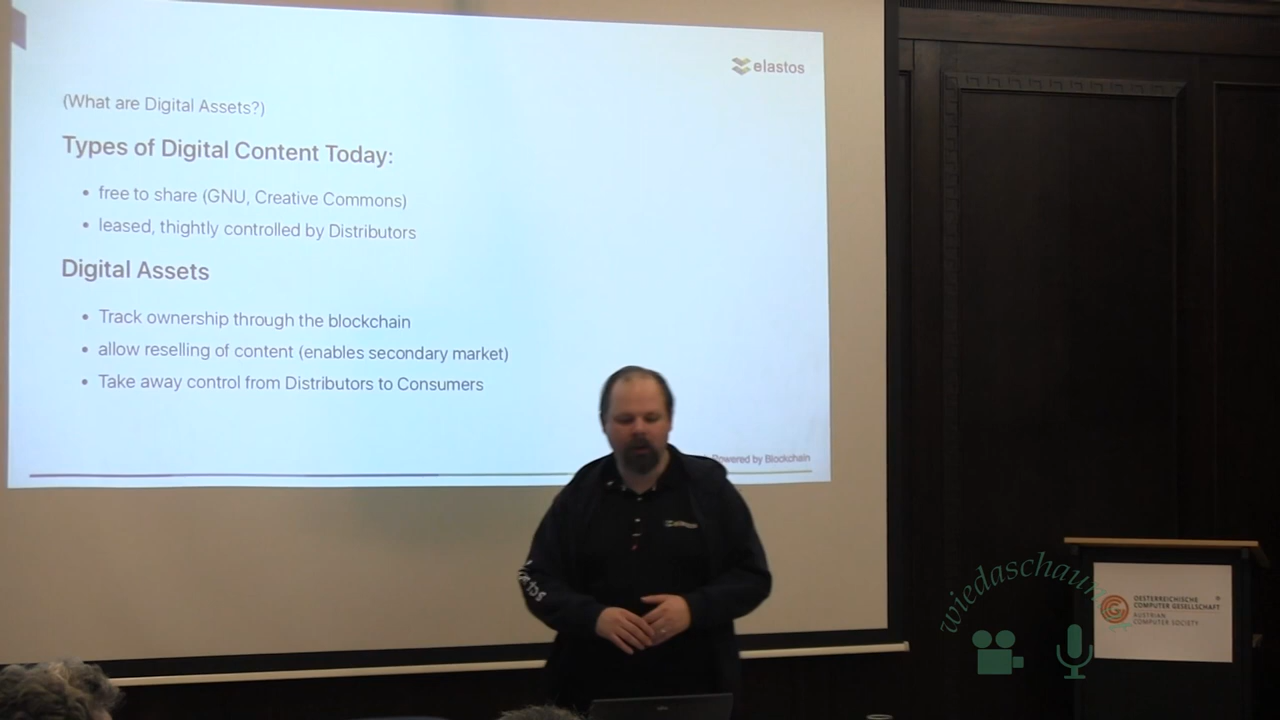 elastos
(What are Digital Assets?)
Types of Digital Content Today:
• free to share (GNU, Creative Commons)
• leased, thightly controlled by Distributors
Digital Assets
• Track ownership through the blockchain
• allow reselling of content (enables secondary market)
• Take away control from Distributors to Consumers
Powered by Blockchain
OESTERREICHISCHE
COMPUTER GESELLSCHAFT
AUSTRIAN
COMPUTER SOCIETY